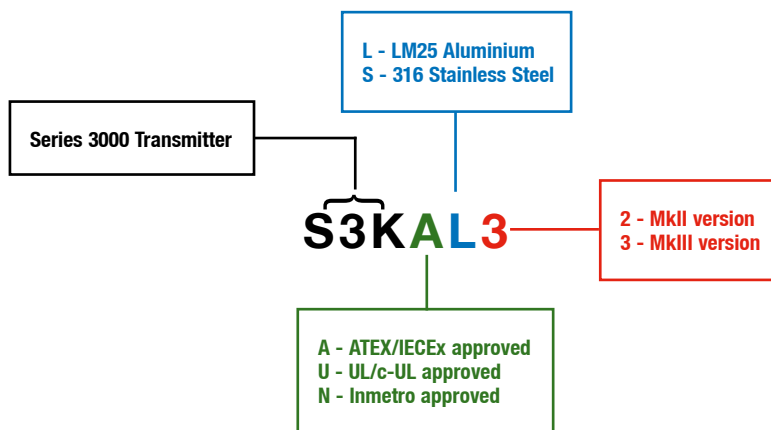 L - LM25 Aluminium
S - 316 Stainless Steel
Series 3000 Transmitter
S3KAL3
2 - MkII version
3 - MkIII version
A - ATEX/IECEx approved
U - UL/c-UL approved
N - Inmetro approved